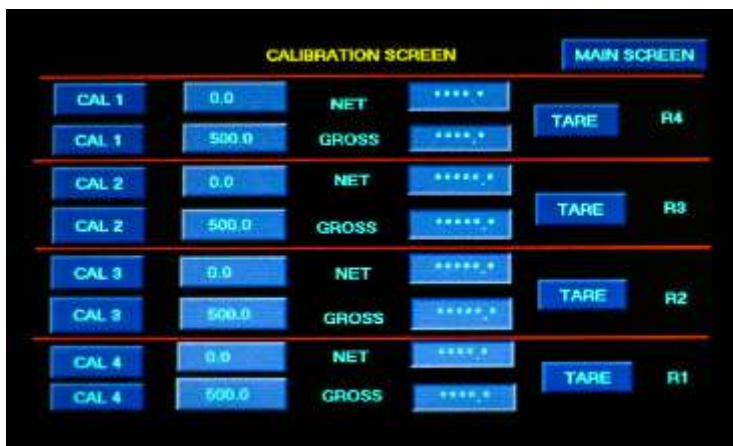 CALIBRATION SCREEN MAIN SCREEN
CAL 1 0.0 NET ****.*
TARE R4
CAL 1 500.0 GROSS ****.*
CAL 2 0.0 NET *****.*
TARE R3
CAL 2 500.0 GROSS *****.*
CAL 3 0.0 NET *****.*
TARE R2
CAL 3 500.0 GROSS *****.*
CAL 4 0.0 NET ****.*
TARE R1
CAL 4 500.0 GROSS ****.*